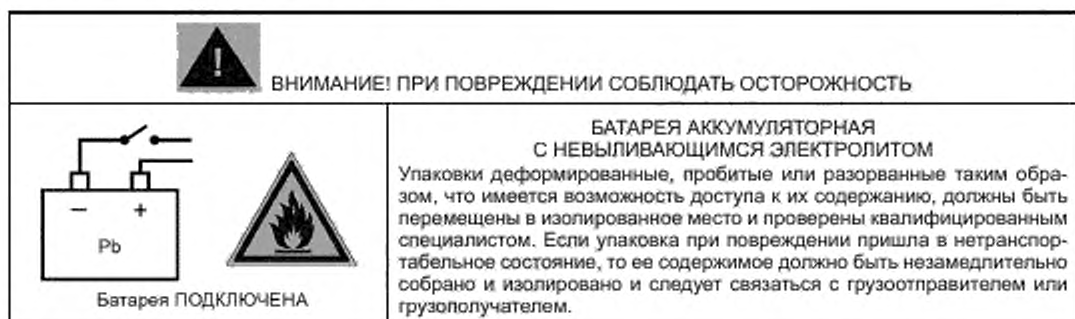 ВНИМАНИЕ! ПРИ ПОВРЕЖДЕНИИ СОБЛЮДАТЬ ОСТОРОЖНОСТЬ
− +
Pb
Батарея ПОДКЛЮЧЕНА
БАТАРЕЯ АККУМУЛЯТОРНАЯ
С НЕВЫЛИВАЮЩИМСЯ ЭЛЕКТРОЛИТОМ
Упаковки деформированные, пробитые или разорванные таким обра-
зом, что имеется возможность доступа к их содержанию, должны быть
перемещены в изолированное место и проверены квалифицированным
специалистом. Если упаковка при повреждении пришла в нетранспор-
табельное состояние, то ее содержимое должно быть незамедлительно
собрано и изолировано и следует связаться с грузоотправителем или
грузополучателем.